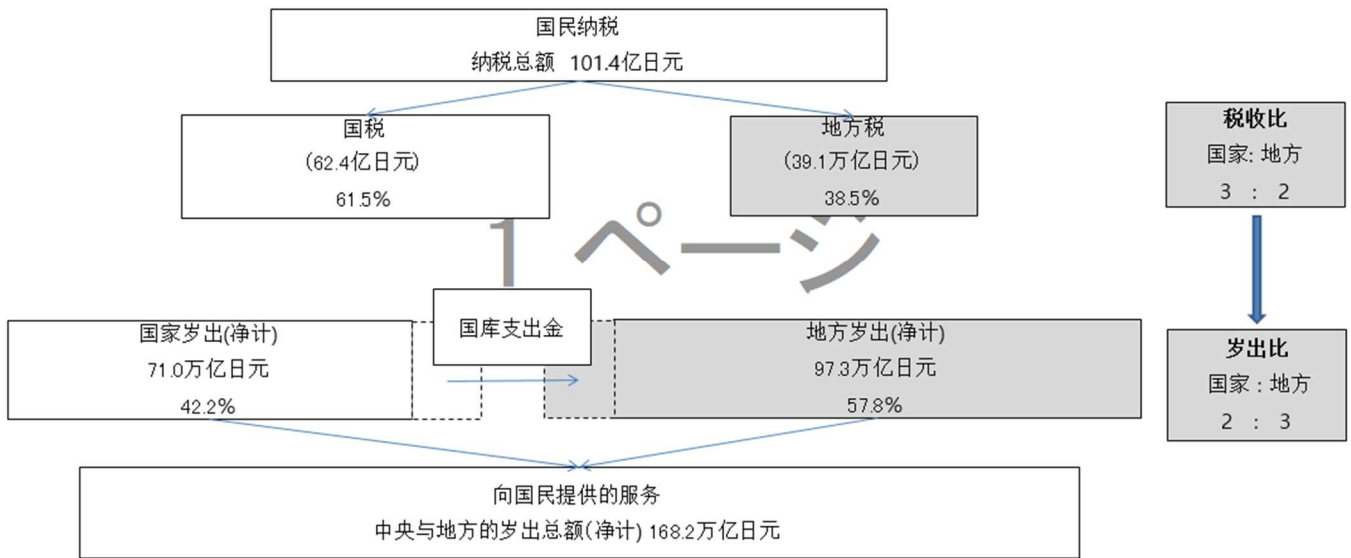 国民纳税
纳税总额 101.4亿日元
国税
(62.4亿日元)
61.5%
地方税
(39.1万亿日元)
38.5%
税收比
国家: 地方
3 : 2
1 ページ
国库支出金
国家岁出(净计)
71.0万亿日元
42.2%
地方岁出(净计)
97.3万亿日元
57.8%
岁出比
国家 : 地方
2 : 3
向国民提供的服务
中央与地方的岁出总额(净计) 168.2万亿日元